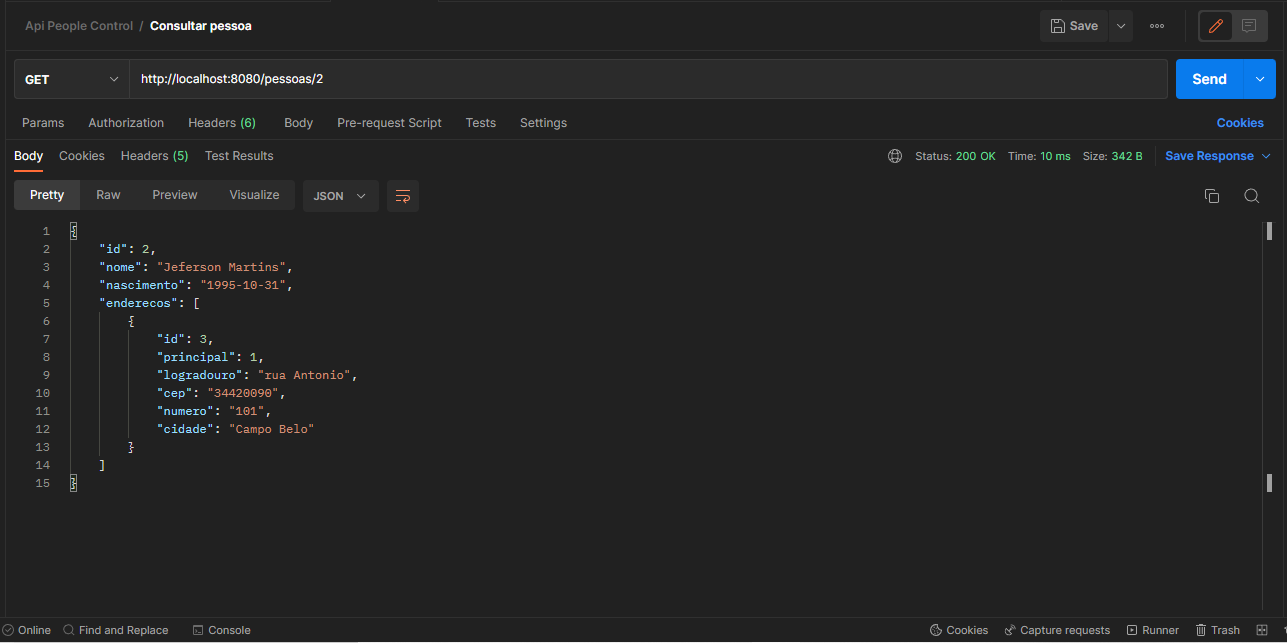 Api People Control / Consultar pessoa
Save
GET
http://localhost:8080/pessoas/2
Send
Params Authorization Headers (6) Body Pre-request Script Tests Settings
Cookies
Body Cookies Headers (5) Test Results
Status: 200 OK Time: 10 ms Size: 342 B
Save Response
Pretty Raw Preview Visualize
JSON
1 {
2 "id": 2,
3 "nome": "Jeferson Martins",
4 "nascimento": "1995-10-31",
5 "enderecos": [
6 {
7 "id": 3,
8 "principal": 1,
9 "logradouro": "rua Antonio",
10 "cep": "34420090",
11 "numero": "101",
12 "cidade": "Campo Belo"
13 }
14 ]
15 }
Online Find and Replace Console
Cookies Capture requests Runner Trash